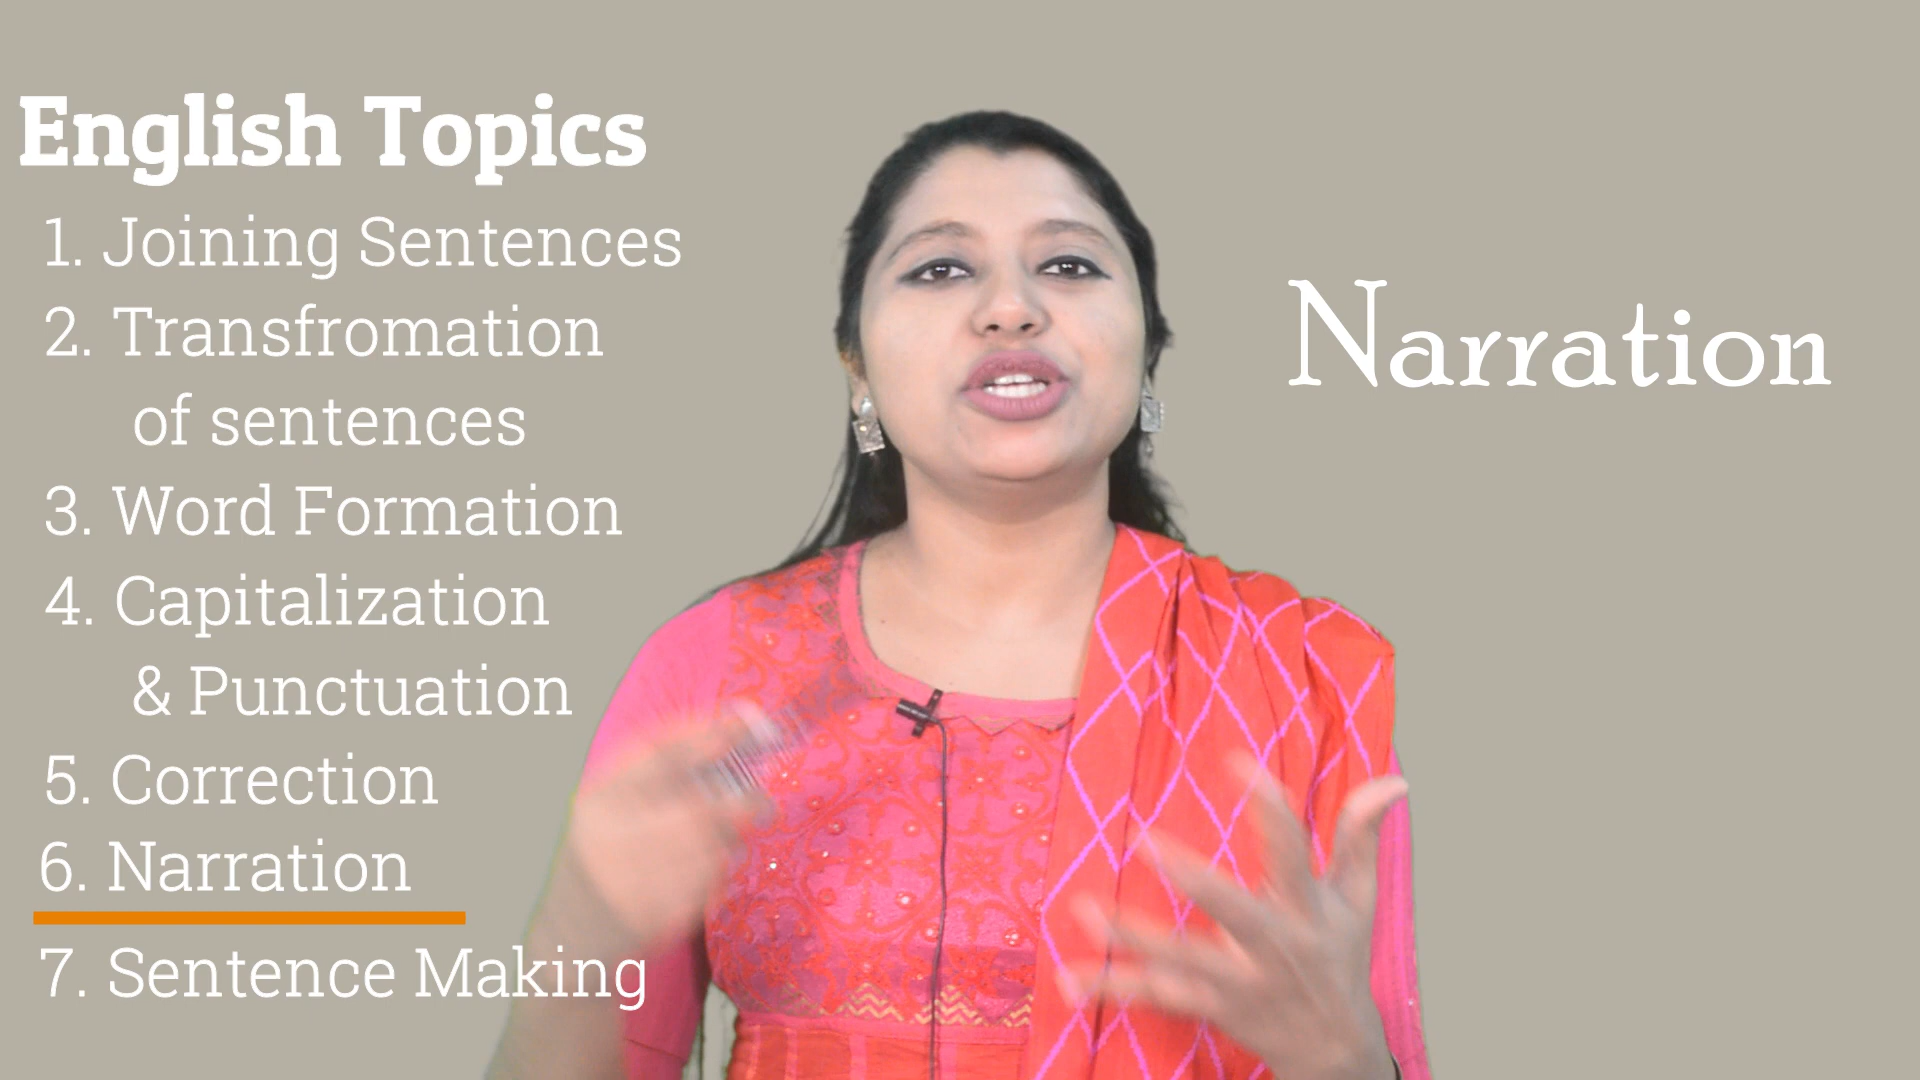 English Topics
1. Joining Sentences
2. Transfromation
of sentences
3. Word Formation
4. Capitalization
& Punctuation
5. Correction
6. Narration
7. Sentence Making
Narration